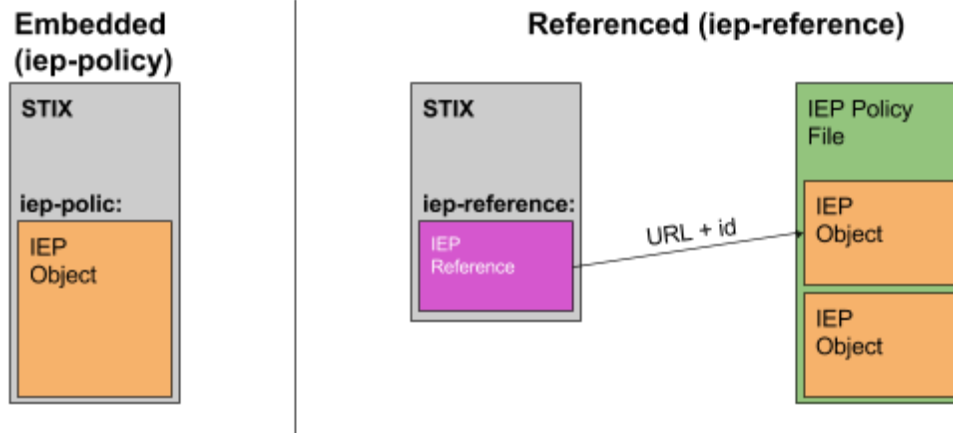 Embedded
(iep-policy)
STIX
iep-polic:
IEP
Object
Referenced (iep-reference)
STIX
iep-reference:
IEP
Reference
URL + id
IEP Policy
File
IEP
Object
IEP
Object